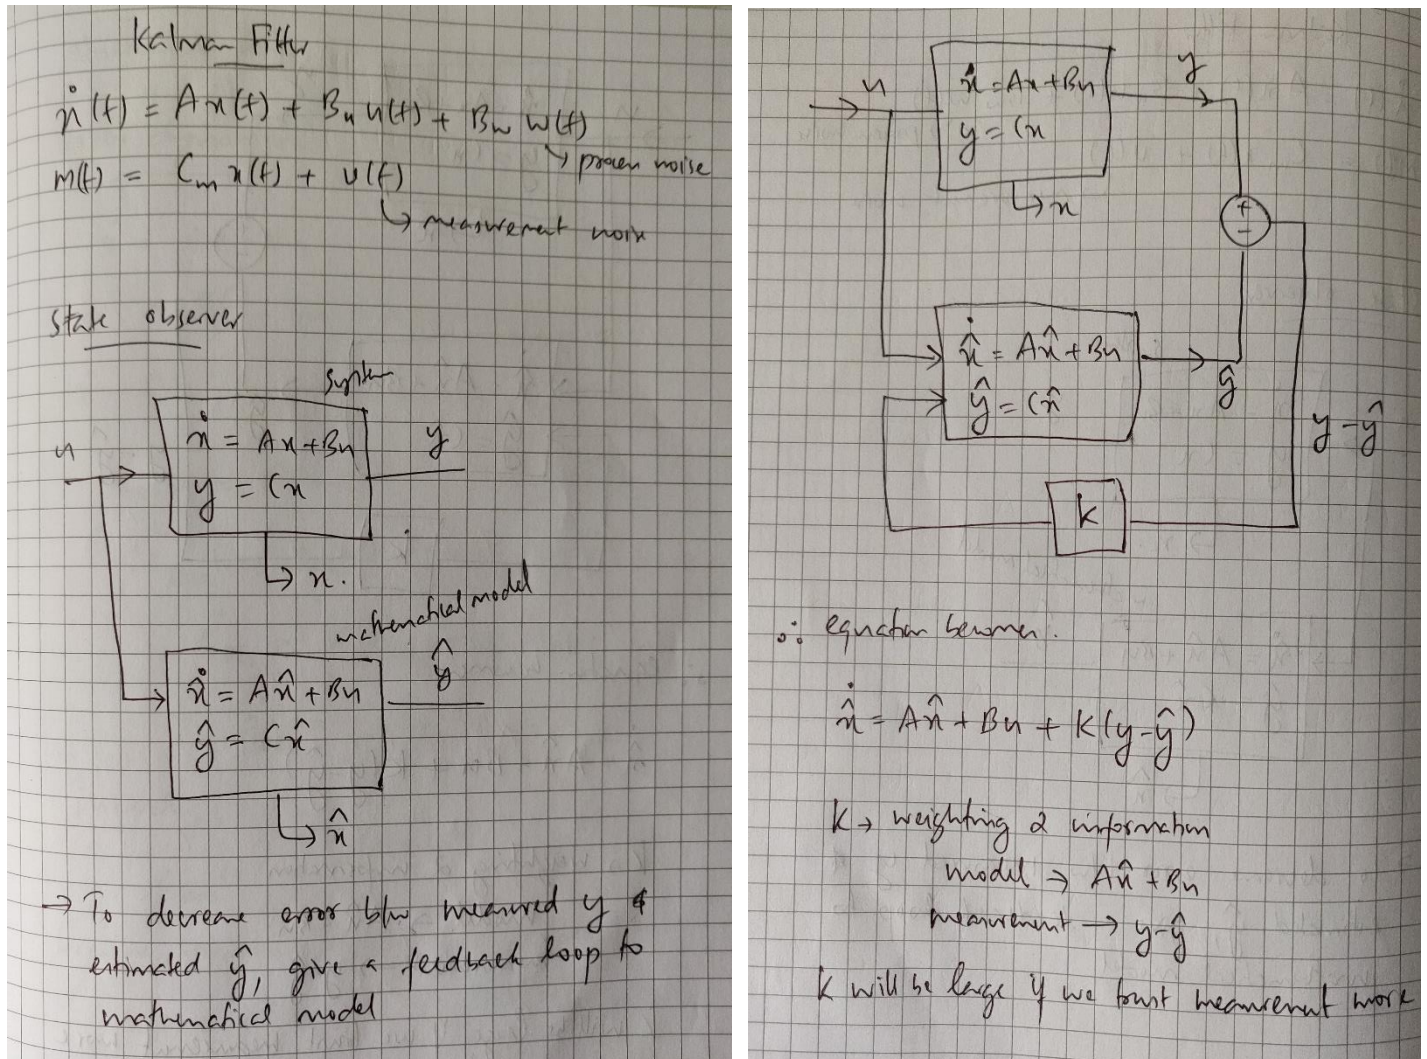 Kalman Filter
ẋ(t) = Ax(t) + Bᵤ u(t) + B_w w(t)
↳ process noise
m(t) = Cₘ x(t) + v(t)
↳ measurement noise
State observer
System
u
ẋ = Ax + Bu
y
y = Cx
↳ x.
mathematical model
x̂̇ = Ax̂ + Bu
ŷ
ŷ = Cx̂
↳ x̂
→ To decrease error b/w measured y &
estimated ŷ, give a feedback loop to
mathematical model
u
ẋ = Ax + Bu
y
y = Cx
↳ x
+
−
x̂̇ = Ax̂ + Bu
ŷ = Cx̂
ŷ
y - ŷ
K
∴ equation becomes.
x̂̇ = Ax̂ + Bu + K(y - ŷ)
K → weighting 2 information
model → Ax̂ + Bu
measurement → y - ŷ
K will be large if we trust measurement more